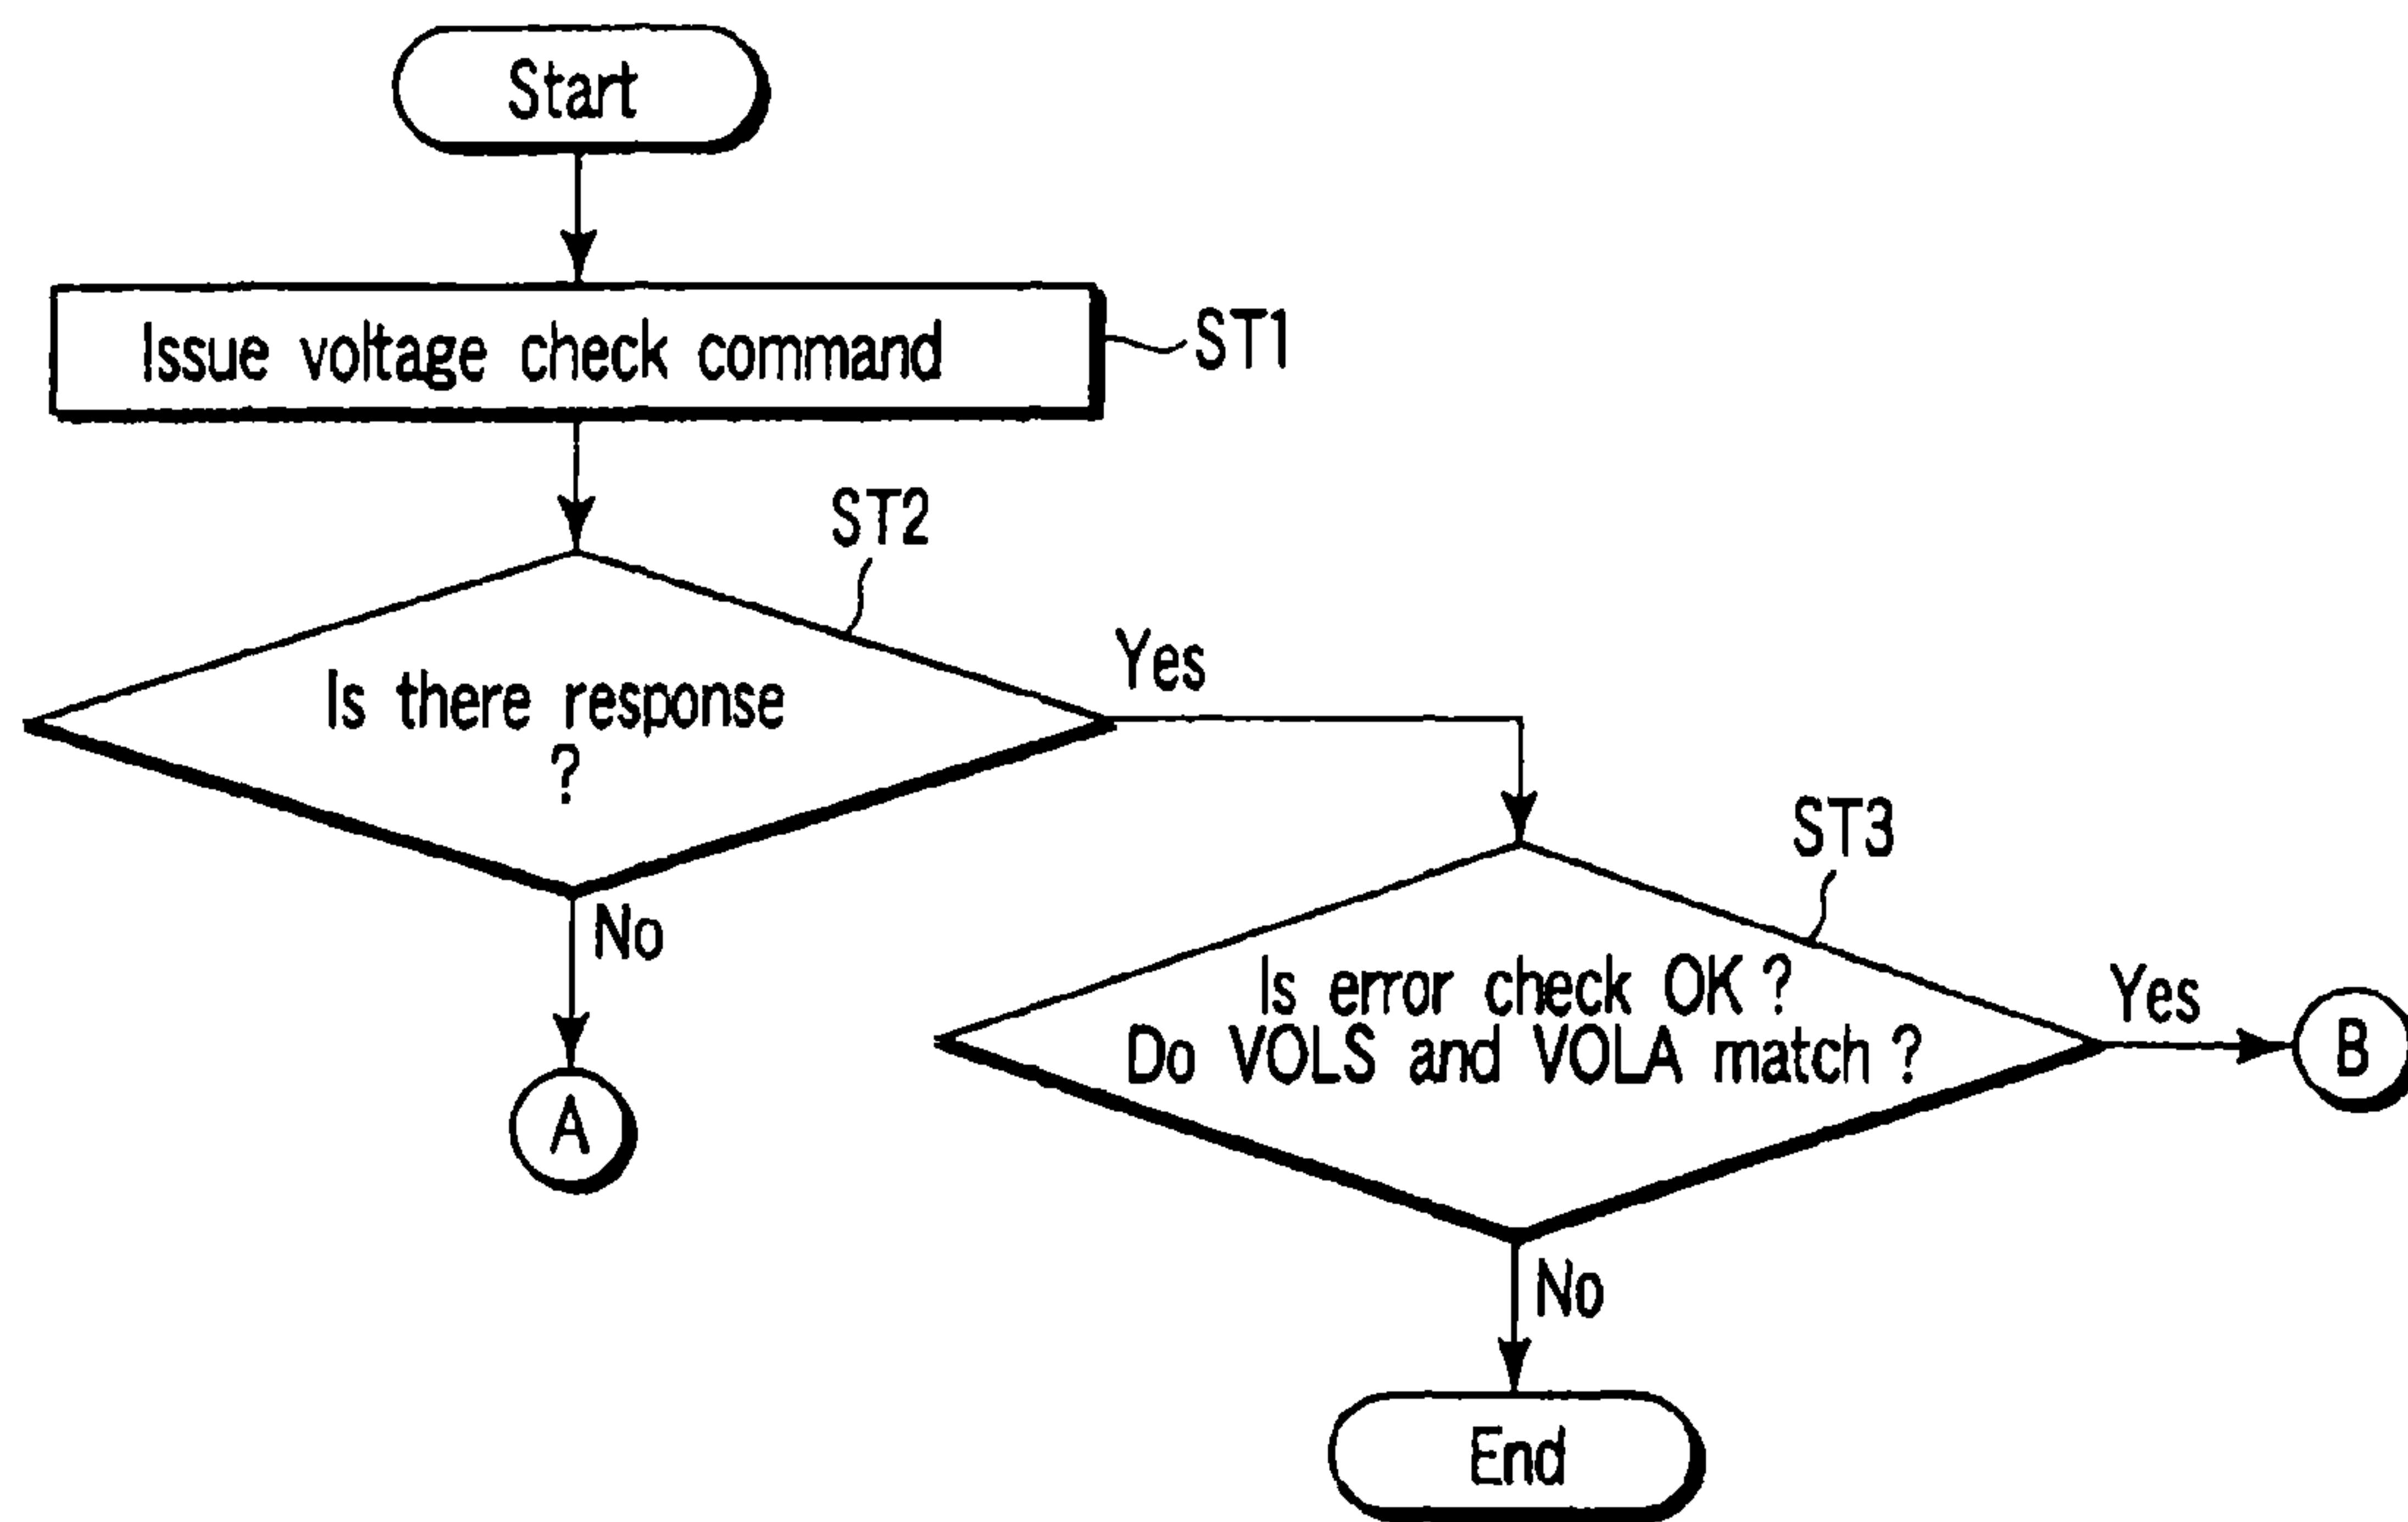 Start
Issue voltage check command
ST1
ST2
Is there response
?
Yes
No
A
ST3
Is error check OK ?
Do VOLS and VOLA match ?
Yes
B
No
End